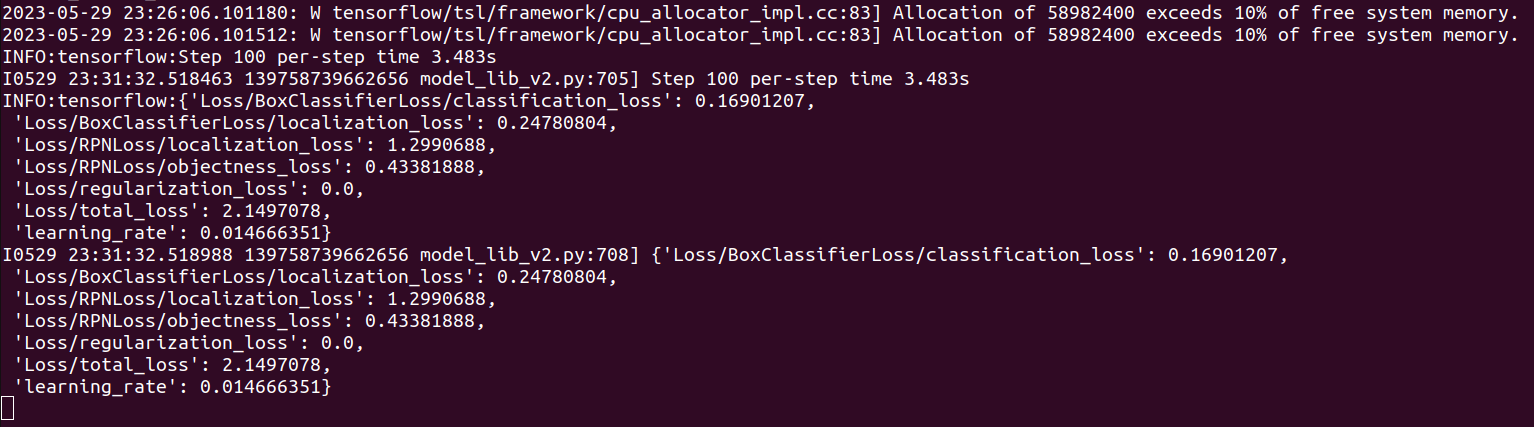 2023-05-29 23:26:06.101180: W tensorflow/tsl/framework/cpu_allocator_impl.cc:83] Allocation of 58982400 exceeds 10% of free system memory.
2023-05-29 23:26:06.101512: W tensorflow/tsl/framework/cpu_allocator_impl.cc:83] Allocation of 58982400 exceeds 10% of free system memory.
INFO:tensorflow:Step 100 per-step time 3.483s
I0529 23:31:32.518463 139758739662656 model_lib_v2.py:705] Step 100 per-step time 3.483s
INFO:tensorflow:{'Loss/BoxClassifierLoss/classification_loss': 0.16901207,
 'Loss/BoxClassifierLoss/localization_loss': 0.24780804,
 'Loss/RPNLoss/localization_loss': 1.2990688,
 'Loss/RPNLoss/objectness_loss': 0.43381888,
 'Loss/regularization_loss': 0.0,
 'Loss/total_loss': 2.1497078,
 'learning_rate': 0.014666351}
I0529 23:31:32.518988 139758739662656 model_lib_v2.py:708] {'Loss/BoxClassifierLoss/classification_loss': 0.16901207,
 'Loss/BoxClassifierLoss/localization_loss': 0.24780804,
 'Loss/RPNLoss/localization_loss': 1.2990688,
 'Loss/RPNLoss/objectness_loss': 0.43381888,
 'Loss/regularization_loss': 0.0,
 'Loss/total_loss': 2.1497078,
 'learning_rate': 0.014666351}